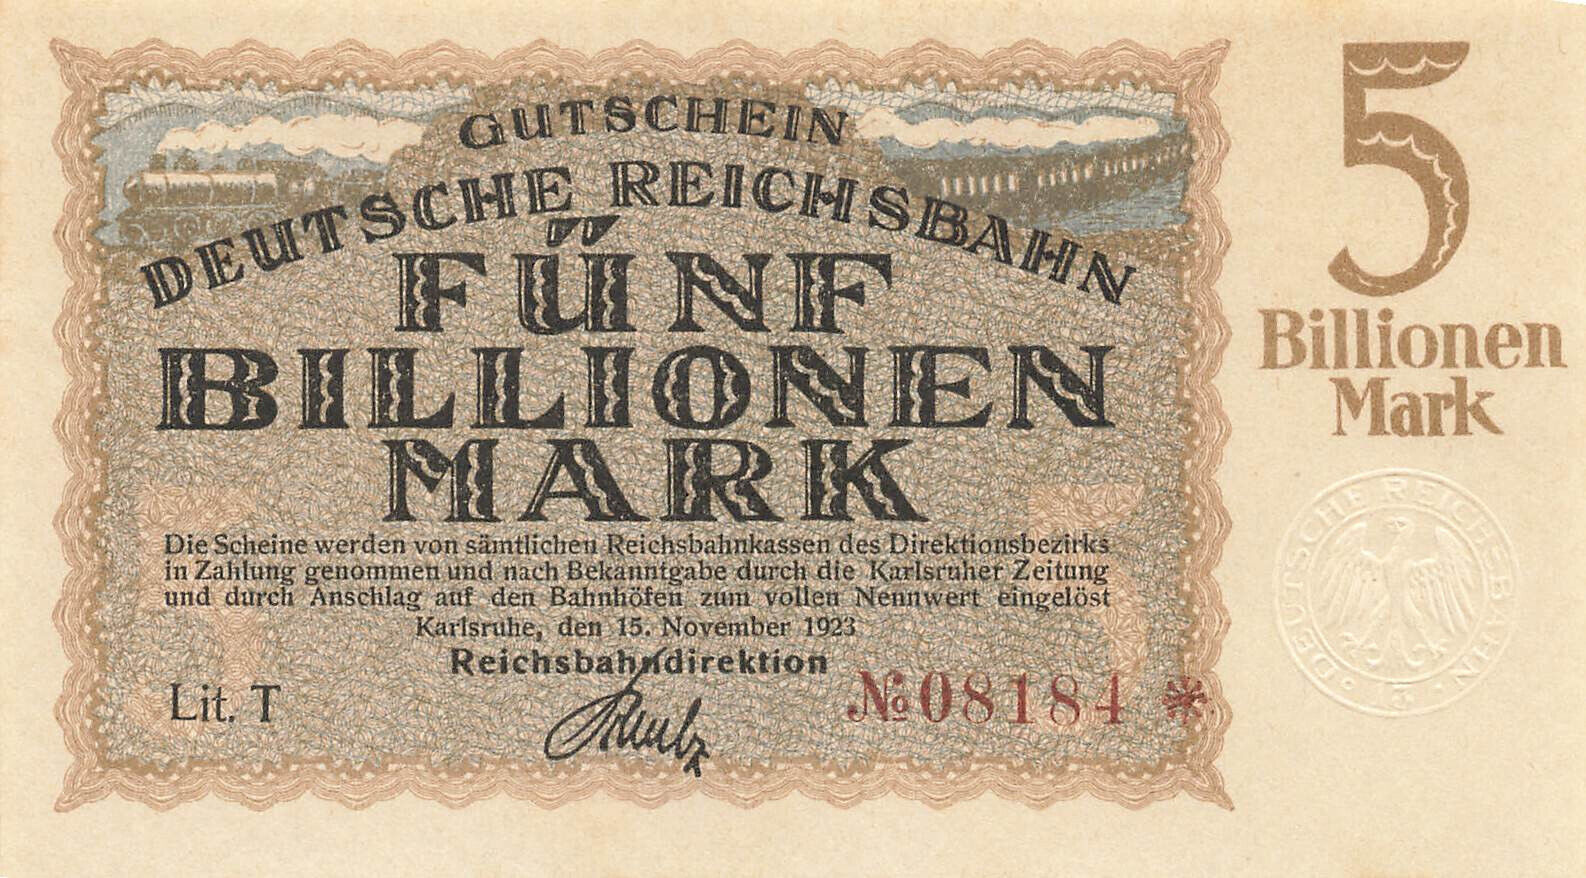 GUTSCHEIN
DEUTSCHE REICHSBAHN
FÜNF
BILLIONEN
MARK
Die Scheine werden von sämtlichen Reichsbahnkassen des Direktionsbezirks
in Zahlung genommen und nach Bekanntgabe durch die Karlsruher Zeitung
und durch Anschlag auf den Bahnhöfen zum vollen Nennwert eingelöst
Karlsruhe, den 15. November 1923
Reichsbahndirektion
Lit. T
№ 08184 *
5
Billionen
Mark
DEUTSCHE REICHSBAHN